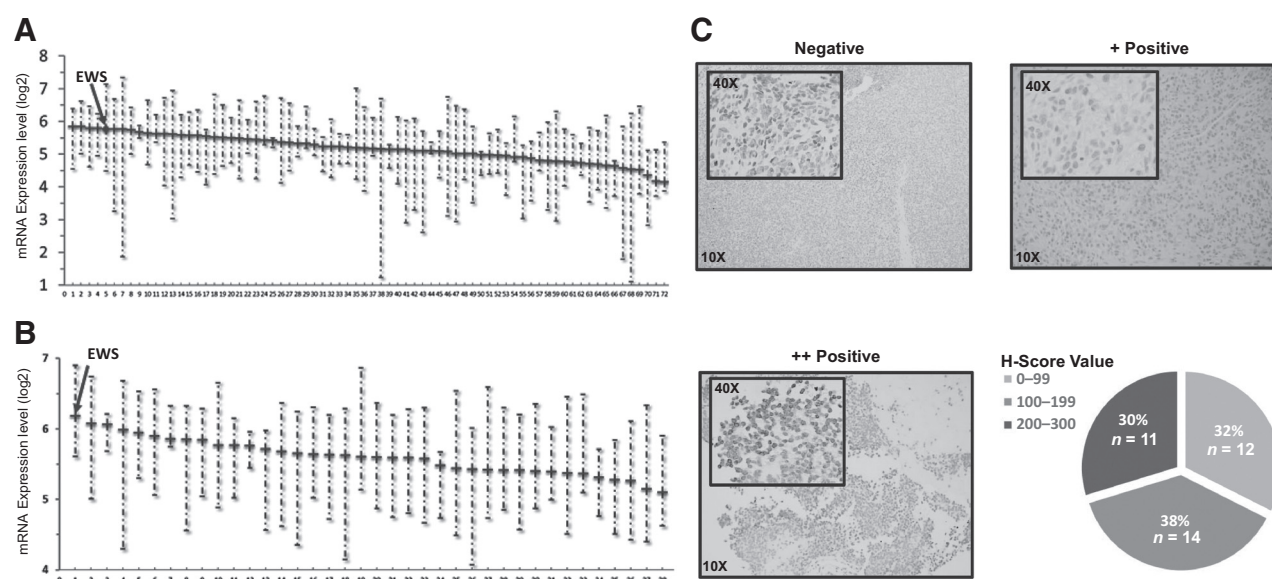 A
8
7
6
5
4
3
2
1
mRNA Expression level (log2)
EWS
0 1 2 3 4 5 6 7 8 9 10 11 12 13 14 15 16 17 18 19 20 21 22 23 24 25 26 27 28 29 30 31 32 33 34 35 36 37 38 39 40 41 42 43 44 45 46 47 48 49 50 51 52 53 54 55 56 57 58 59 60 61 62 63 64 65 66 67 68 69 70 71 72
B
7
6
5
4
mRNA Expression level (log2)
EWS
C
Negative
40X
10X
+ Positive
40X
10X
++ Positive
40X
10X
H-Score Value
0–99
100–199
200–300
30%
n = 11
32%
n = 12
38%
n = 14